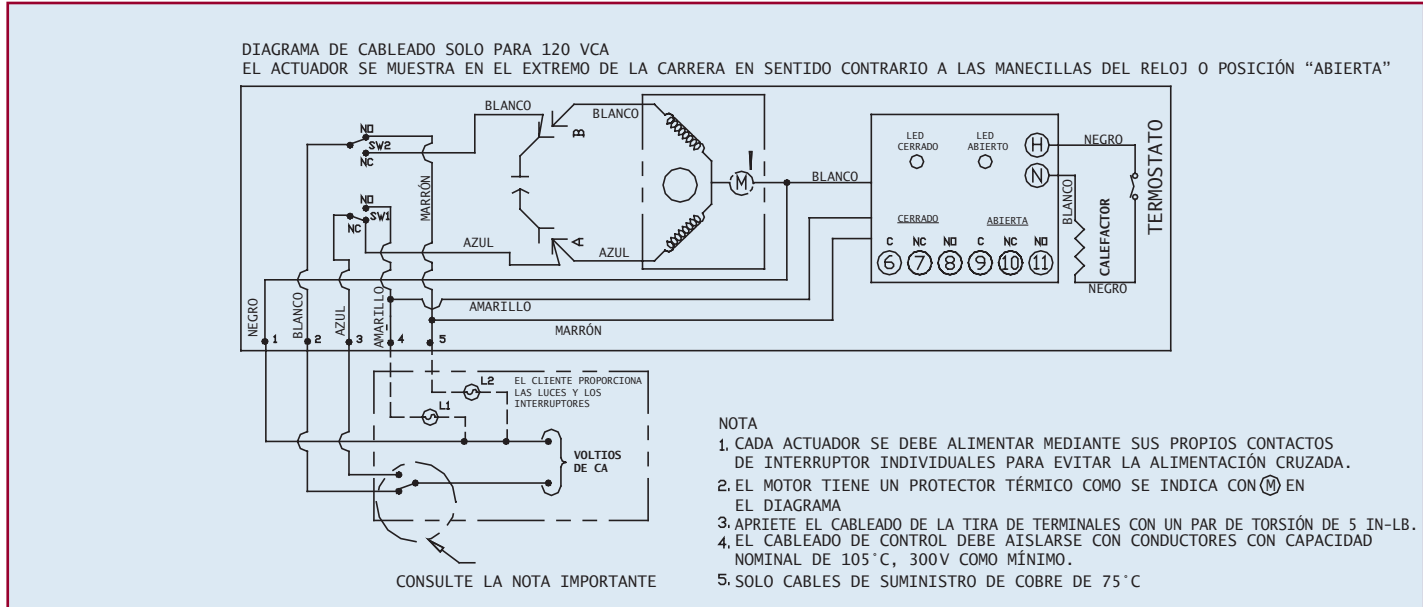 DIAGRAMA DE CABLEADO SOLO PARA 120 VCA
EL ACTUADOR SE MUESTRA EN EL EXTREMO DE LA CARRERA EN SENTIDO CONTRARIO A LAS MANECILLAS DEL RELOJ O POSICIÓN “ABIERTA”
BLANCO
BLANCO
B
NO
SW2
NC
MARRÓN
NO
SW1
NC
AZUL
A
AZUL
M
BLANCO
LED CERRADO
LED ABIERTO
H
N
NEGRO
BLANCO
CALEFACTOR
NEGRO
TERMOSTATO
CERRADO
ABIERTA
C NC NO C NC NO
6 7 8 9 10 11
AMARILLO
MARRÓN
NEGRO
BLANCO
AZUL
AMARILLO
1 2 3 4 5
L2
L1
EL CLIENTE PROPORCIONA
LAS LUCES Y LOS
INTERRUPTORES
VOLTIOS
DE CA
CONSULTE LA NOTA IMPORTANTE
NOTA
1. CADA ACTUADOR SE DEBE ALIMENTAR MEDIANTE SUS PROPIOS CONTACTOS
DE INTERRUPTOR INDIVIDUALES PARA EVITAR LA ALIMENTACIÓN CRUZADA.
2. EL MOTOR TIENE UN PROTECTOR TÉRMICO COMO SE INDICA CON M EN
EL DIAGRAMA
3. APRIETE EL CABLEADO DE LA TIRA DE TERMINALES CON UN PAR DE TORSIÓN DE 5 IN-LB.
4. EL CABLEADO DE CONTROL DEBE AISLARSE CON CONDUCTORES CON CAPACIDAD
NOMINAL DE 105°C, 300V COMO MÍNIMO.
5. SOLO CABLES DE SUMINISTRO DE COBRE DE 75°C